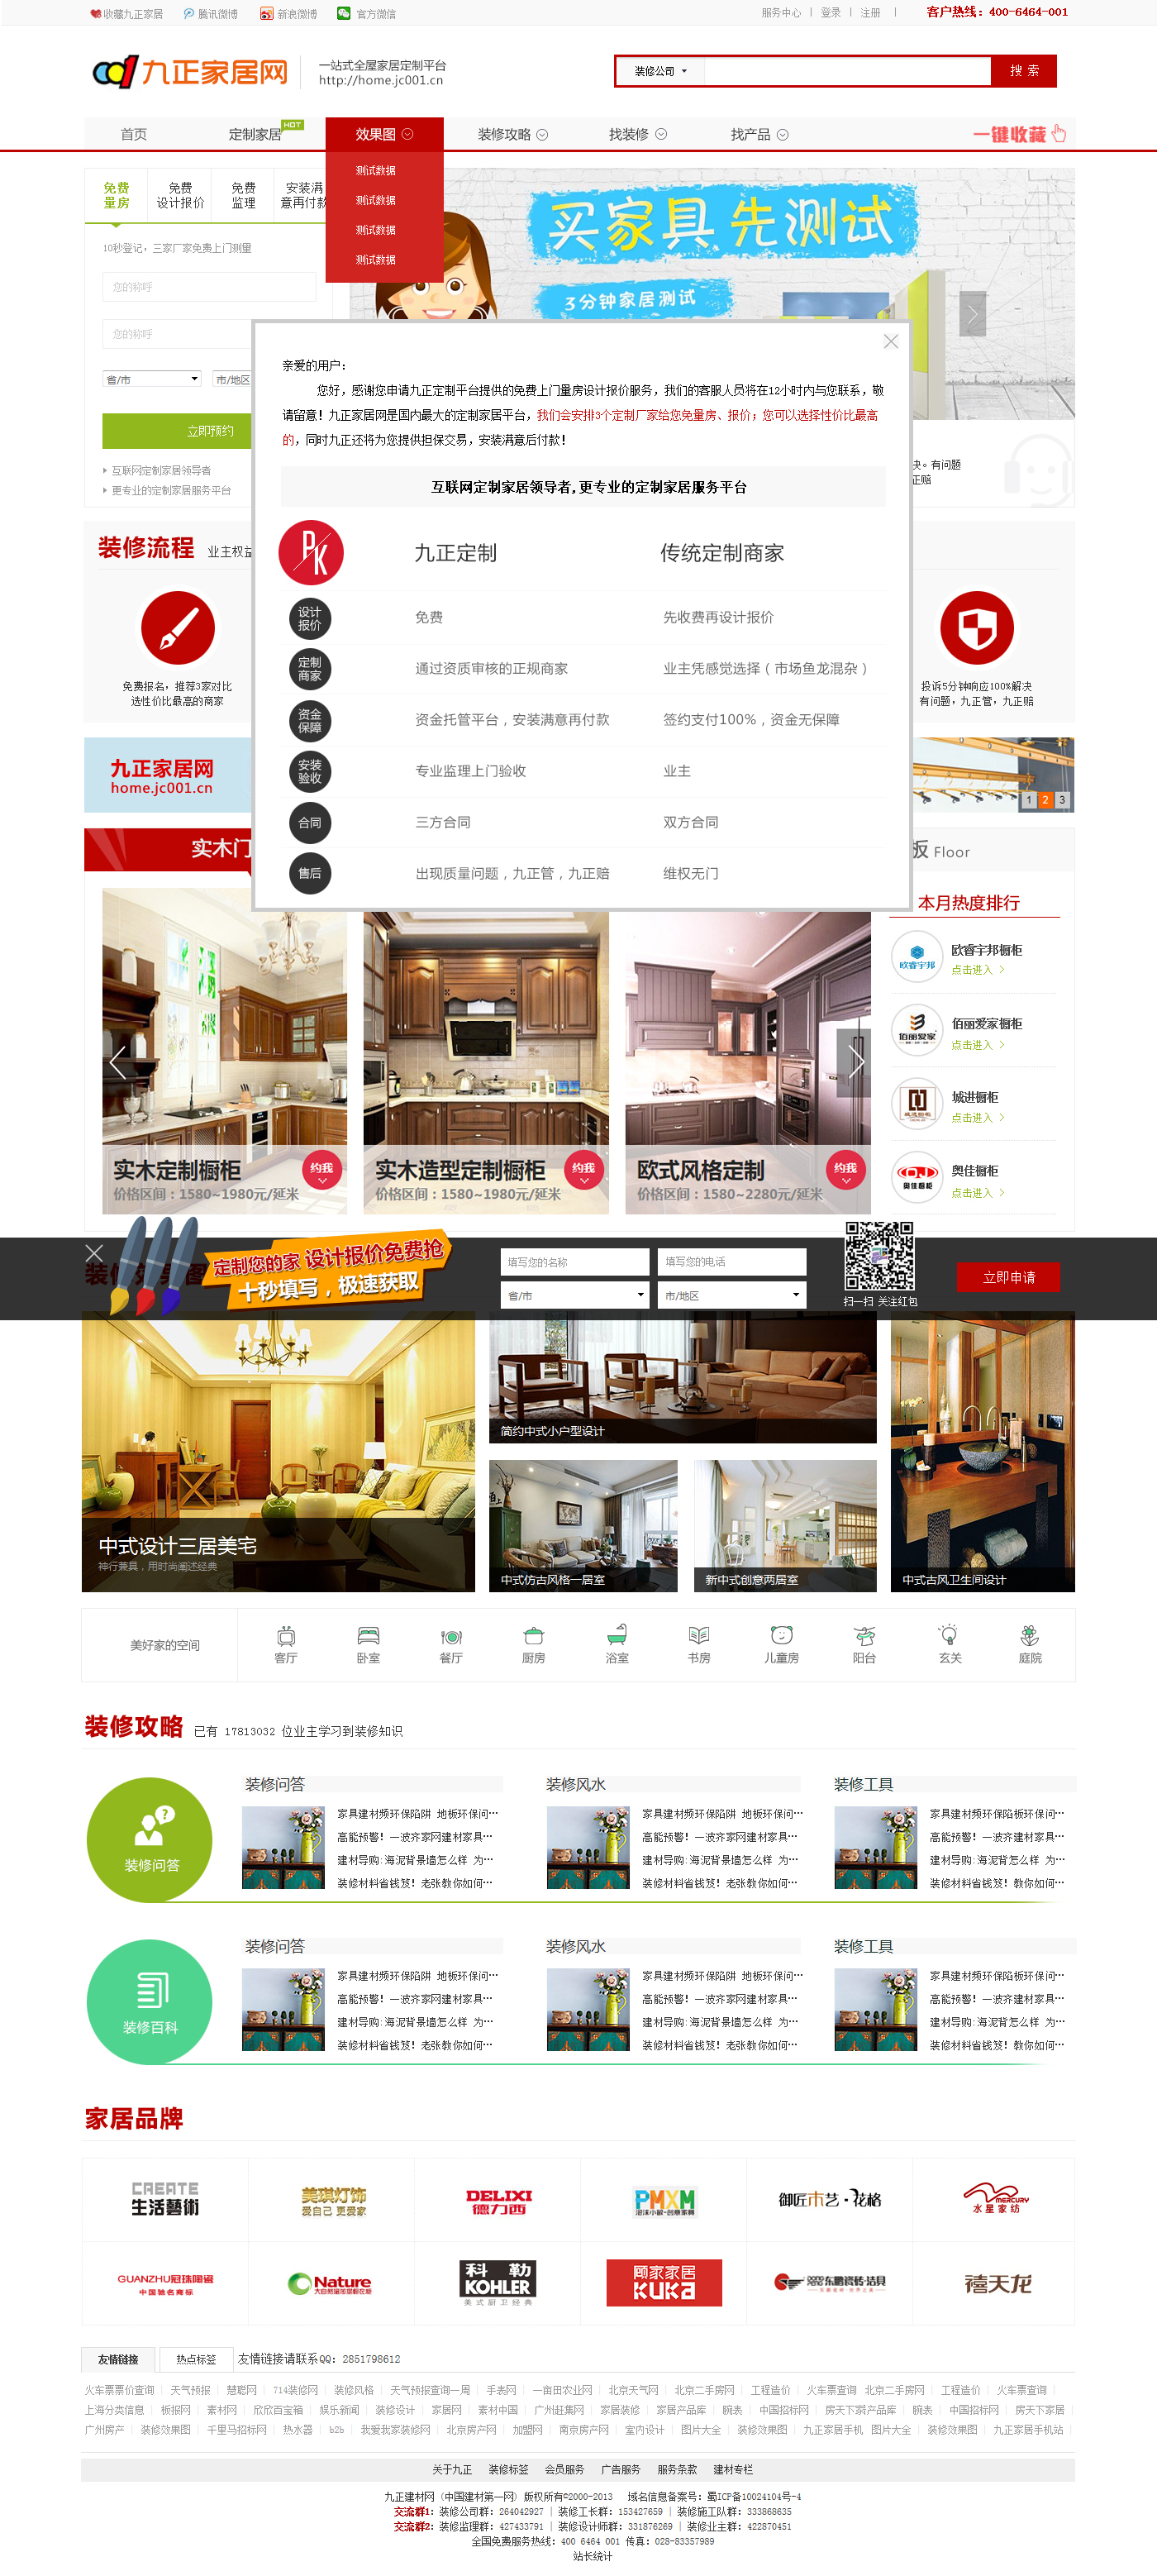 收藏九正家居 腾讯微博 新浪微博 官方微信
服务中心 | 登录 | 注册 | 客户热线：400-6464-001
九正家居网
一站式全屋家居定制平台
http://home.jc001.cn
装修公司 搜 索
首页 定制家居 HOT 效果图 装修攻略 找装修 找产品 一键收藏
测试数据
测试数据
测试数据
测试数据
免费
量房
免费
设计报价
免费
监理
安装满
意再付款
10秒登记，三家厂家免费上门测量
您的称呼
您的称呼
省/市 市/地区
立即预约
互联网定制家居领导者
更专业的定制家居服务平台
买家具 先测试
3分钟家居测试
决。有问题
正赔
亲爱的用户：
您好，感谢您申请九正定制平台提供的免费上门量房设计报价服务，我们的客服人员将在12小时内与您联系，敬
请留意！九正家居网是国内最大的定制家居平台，我们会安排3个定制厂家给您免量房、报价；您可以选择性价比最高
的，同时九正还将为您提供担保交易，安装满意后付款！
互联网定制家居领导者,更专业的定制家居服务平台
PK 九正定制 传统定制商家
设计报价 免费 先收费再设计报价
定制商家 通过资质审核的正规商家 业主凭感觉选择（市场鱼龙混杂）
资金保障 资金托管平台，安装满意再付款 签约支付100%，资金无保障
安装验收 专业监理上门验收 业主
合同 三方合同 双方合同
售后 出现质量问题，九正管，九正赔 维权无门
装修流程 业主权益
免费报名，推荐3家对比
选性价比最高的商家
投诉5分钟响应100%解决
有问题，九正管，九正赔
九正家居网
home.jc001.cn
1 2 3
实木门
板 Floor
本月热度排行
欧睿宇邦
欧睿宇邦橱柜
点击进入
佰丽爱家
佰丽爱家橱柜
点击进入
城进橱柜
点击进入
奥佳橱柜
奥佳橱柜
点击进入
实木定制橱柜
价格区间：1580~1980元/延米
约我
实木造型定制橱柜
价格区间：1580~1980元/延米
约我
欧式风格定制
价格区间：1580~2280元/延米
约我
定制您的家 设计报价免费抢
十秒填写，极速获取
填写您的名称 填写您的电话
省/市 市/地区
扫一扫 关注红包
立即申请
中式设计三居美宅
神行兼具，用时尚阐述经典
简约中式小户型设计
中式仿古风格一居室
新中式创意两居室
中式古风卫生间设计
美好家的空间 客厅 卧室 餐厅 厨房 浴室 书房 儿童房 阳台 玄关 庭院
装修攻略 已有 17813032 位业主学习到装修知识
装修问答
装修问答 装修风水 装修工具
家具建材频环保陷阱 地板环保问… 家具建材频环保陷阱 地板环保问… 家具建材频环保陷板环保问…
高能预警！一波齐家网建材家具… 高能预警！一波齐家网建材家具… 高能预警！一波齐建材家具…
建材导购:海泥背景墙怎么样 为… 建材导购:海泥背景墙怎么样 为… 建材导购:海泥背怎么样 为…
装修材料省钱笈！老张教你如何… 装修材料省钱笈！老张教你如何… 装修材料省钱笈！教你如何…
装修百科
装修问答 装修风水 装修工具
家具建材频环保陷阱 地板环保问… 家具建材频环保陷阱 地板环保问… 家具建材频环保陷板环保问…
高能预警！一波齐家网建材家具… 高能预警！一波齐家网建材家具… 高能预警！一波齐建材家具…
建材导购:海泥背景墙怎么样 为… 建材导购:海泥背景墙怎么样 为… 建材导购:海泥背怎么样 为…
装修材料省钱笈！老张教你如何… 装修材料省钱笈！老张教你如何… 装修材料省钱笈！教你如何…
家居品牌
CREATE
生活藝術
美琪灯饰
爱自己 更爱家
DELIXI
德力西
PMXM
泡沫小敏·创意家具
御匠木艺·花格
MERCURY
水星家纺
GUANZHU冠珠陶瓷
中国驰名商标
Nature
科勒
KOHLER
美式厨卫经典
顾家家居
KUKA
东鹏瓷砖·洁具
禧天龙
友情链接 热点标签 友情链接请联系QQ：2851798612
火车票票价查询 天气预报 慧聪网 714装修网 装修风格 天气预报查询一周 手表网 一亩田农业网 北京天气网 北京二手房网 工程造价 火车票查询 北京二手房网 工程造价 火车票查询
上海分类信息 板报网 素材网 欣欣百宝箱 娱乐新闻 装修设计 家居网 素材中国 广州赶集网 家居装修 家居产品库 腕表 中国招标网 房天下家产品库 腕表 中国招标网 房天下家居
广州房产 装修效果图 千里马招标网 热水器 b2b 我爱我家装修网 北京房产网 加盟网 南京房产网 室内设计 图片大全 装修效果图 九正家居手机 图片大全 装修效果图 九正家居手机站
关于九正 装修标签 会员服务 广告服务 服务条款 建材专栏
九正建材网（中国建材第一网）版权所有©2000-2013 域名信息备案号：蜀ICP备10024104号-4
交流群1：装修公司群：264042927 | 装修工长群：153427659 | 装修施工队群：333868635
交流群2：装修监理群：427433791 | 装修设计师群：331876269 | 装修业主群：422870451
全国免费服务热线：400 6464 001 传真：028-83357989
站长统计